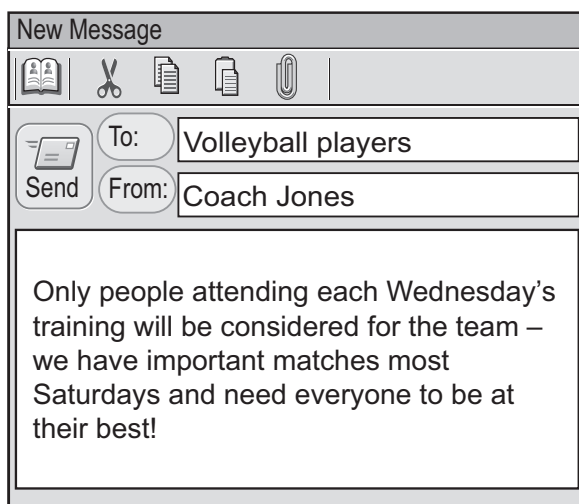 New Message
To:
Volleyball players
Send
From:
Coach Jones
Only people attending each Wednesday’s
training will be considered for the team –
we have important matches most
Saturdays and need everyone to be at
their best!